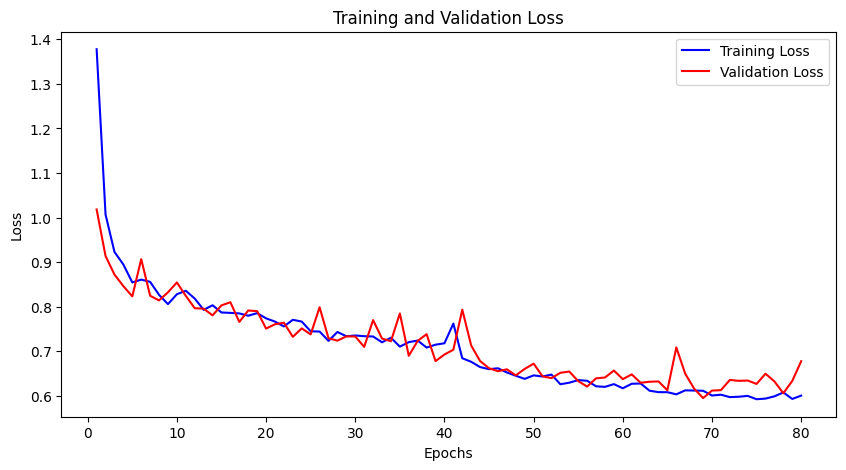 Training and Validation Loss
Training Loss
Validation Loss
Loss
1.4
1.3
1.2
1.1
1.0
0.9
0.8
0.7
0.6
0 10 20 30 40 50 60 70 80
Epochs